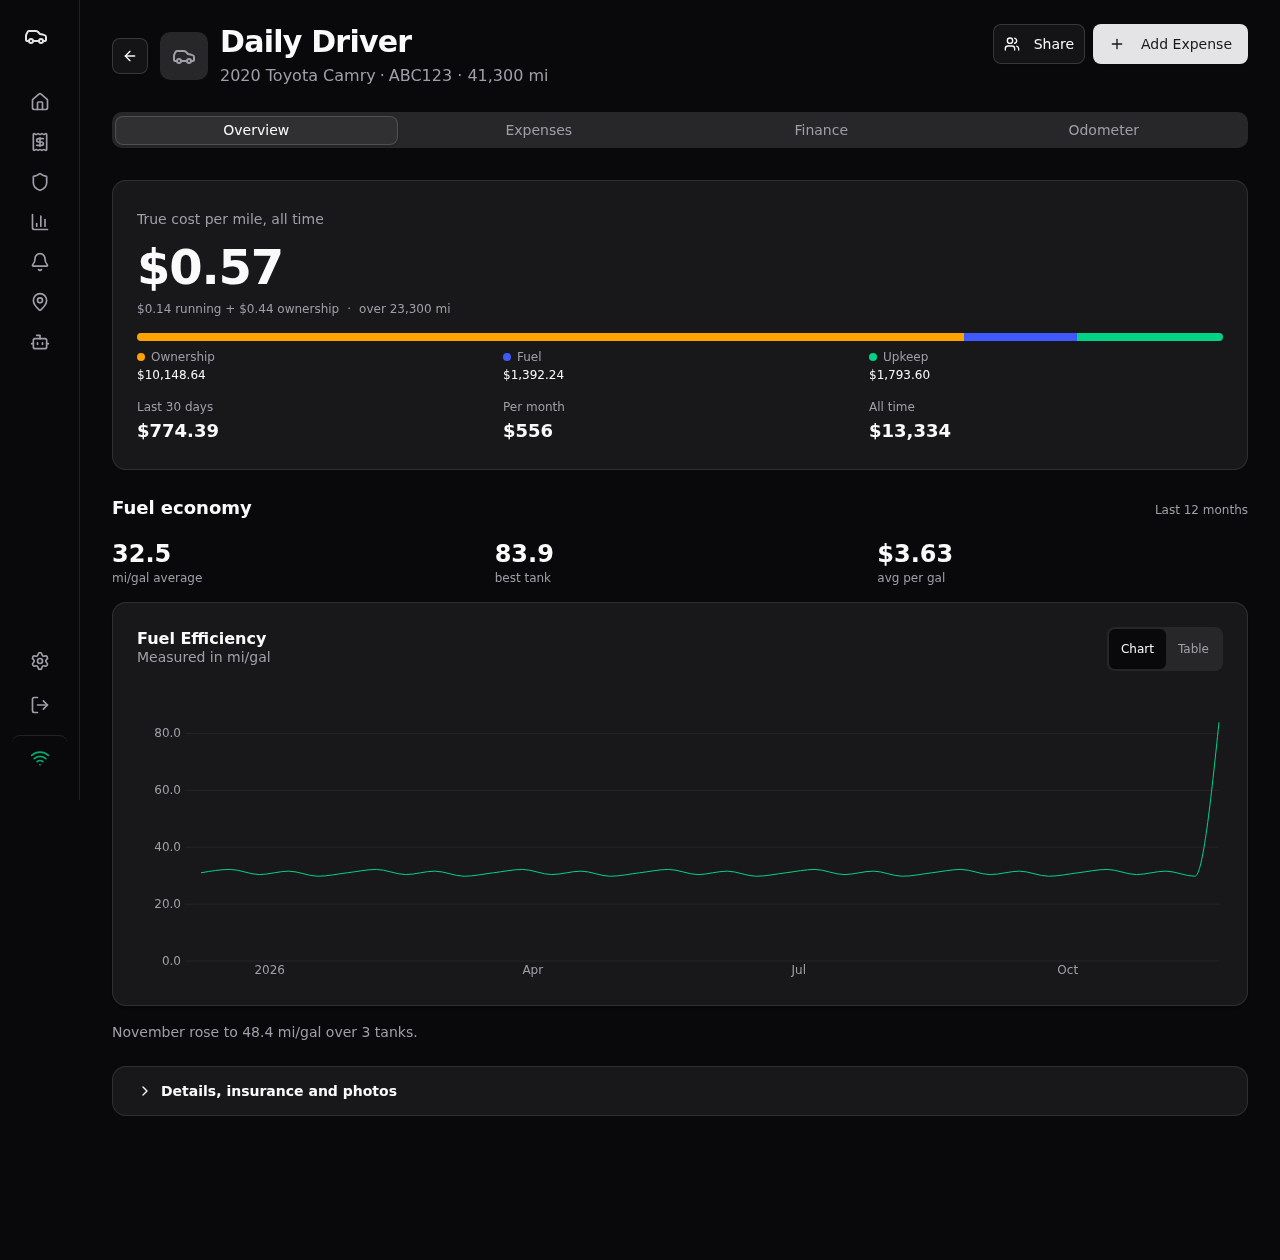 Daily Driver
2020 Toyota Camry · ABC123 · 41,300 mi
Share
Add Expense
Overview
Expenses
Finance
Odometer
True cost per mile, all time
$0.57
$0.14 running + $0.44 ownership · over 23,300 mi
Ownership
$10,148.64
Fuel
$1,392.24
Upkeep
$1,793.60
Last 30 days
$774.39
Per month
$556
All time
$13,334
Fuel economy
Last 12 months
32.5
mi/gal average
83.9
best tank
$3.63
avg per gal
Fuel Efficiency
Measured in mi/gal
Chart
Table
80.0
60.0
40.0
20.0
0.0
2026
Apr
Jul
Oct
November rose to 48.4 mi/gal over 3 tanks.
Details, insurance and photos